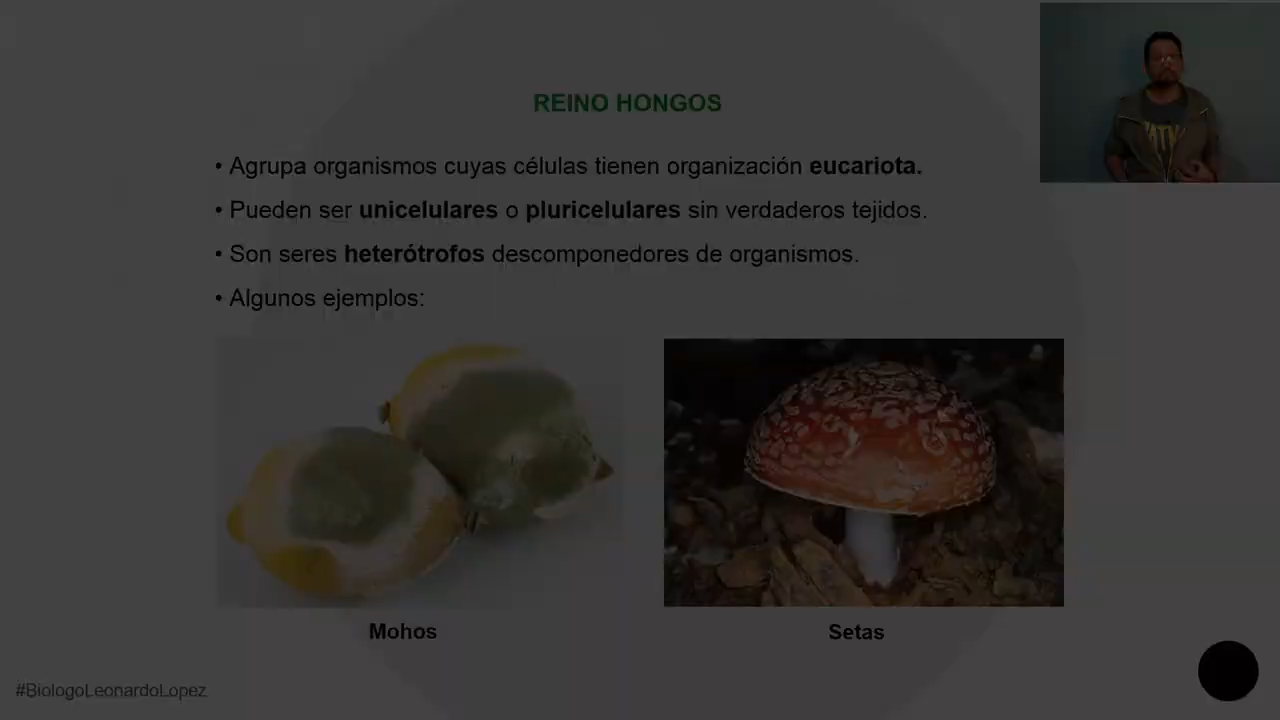 REINO HONGOS
• Agrupa organismos cuyas células tienen organización eucariota.
• Pueden ser unicelulares o pluricelulares sin verdaderos tejidos.
• Son seres heterótrofos descomponedores de organismos.
• Algunos ejemplos:
Mohos
Setas
#BiologoLeonardoLopez